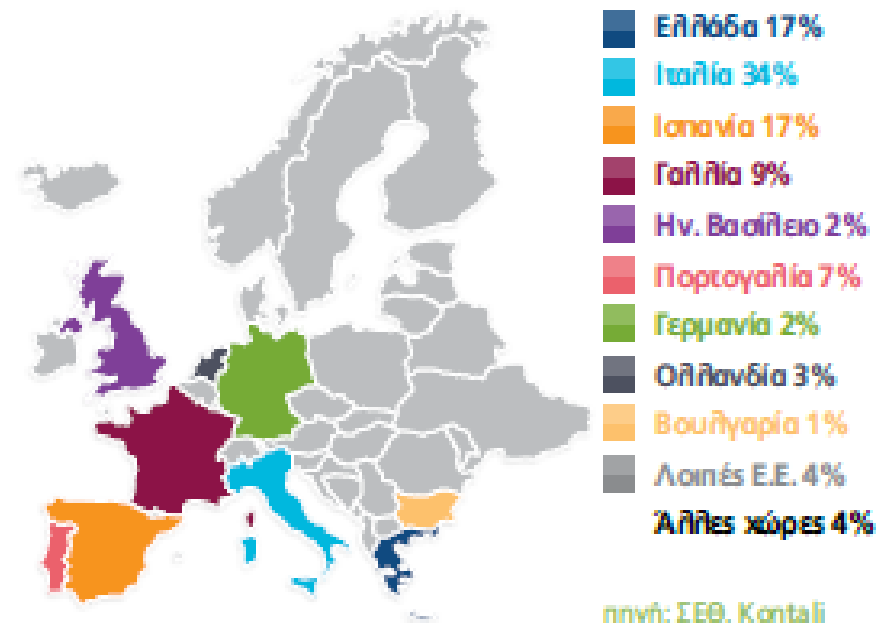 Ελλάδα 17%
Ιταλία 34%
Ισπανία 17%
Γαλλία 9%
Ην. Βασίλειο 2%
Πορτογαλία 7%
Γερμανία 2%
Ολλανδία 3%
Βουλγαρία 1%
Λοιπές Ε.Ε. 4%
Άλλες χώρες 4%
πηγή: ΣΕΘ. Kontali